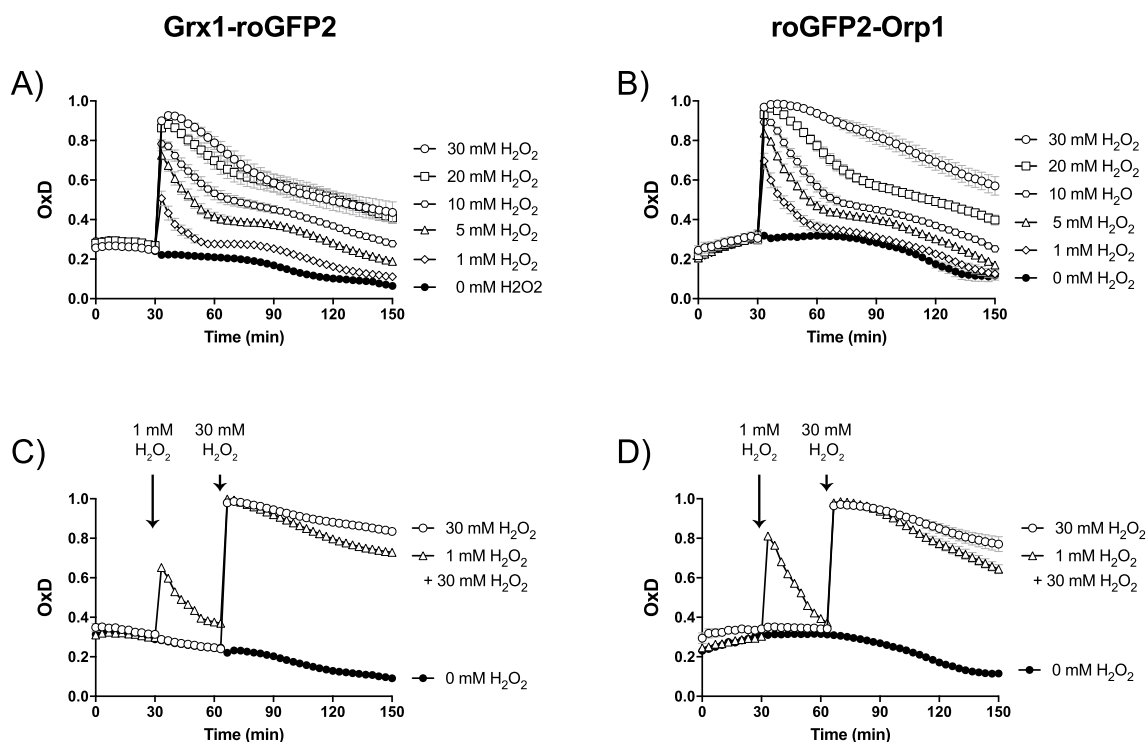 Grx1-roGFP2
roGFP2-Orp1
A)
1.0
0.8
0.6
0.4
0.2
0.0
OxD
0
30
60
90
120
150
Time (min)
30 mM H₂O₂
20 mM H₂O₂
10 mM H₂O₂
5 mM H₂O₂
1 mM H₂O₂
0 mM H2O2
B)
1.0
0.8
0.6
0.4
0.2
0.0
OxD
0
30
60
90
120
150
Time (min)
30 mM H₂O₂
20 mM H₂O₂
10 mM H₂O
5 mM H₂O₂
1 mM H₂O₂
0 mM H₂O₂
C)
1 mM
H₂O₂
30 mM
H₂O₂
1.0
0.8
0.6
0.4
0.2
0.0
OxD
0
30
60
90
120
150
Time (min)
30 mM H₂O₂
1 mM H₂O₂
+ 30 mM H₂O₂
0 mM H₂O₂
D)
1 mM
H₂O₂
30 mM
H₂O₂
1.0
0.8
0.6
0.4
0.2
0.0
OxD
0
30
60
90
120
150
Time (min)
30 mM H₂O₂
1 mM H₂O₂
+ 30 mM H₂O₂
0 mM H₂O₂